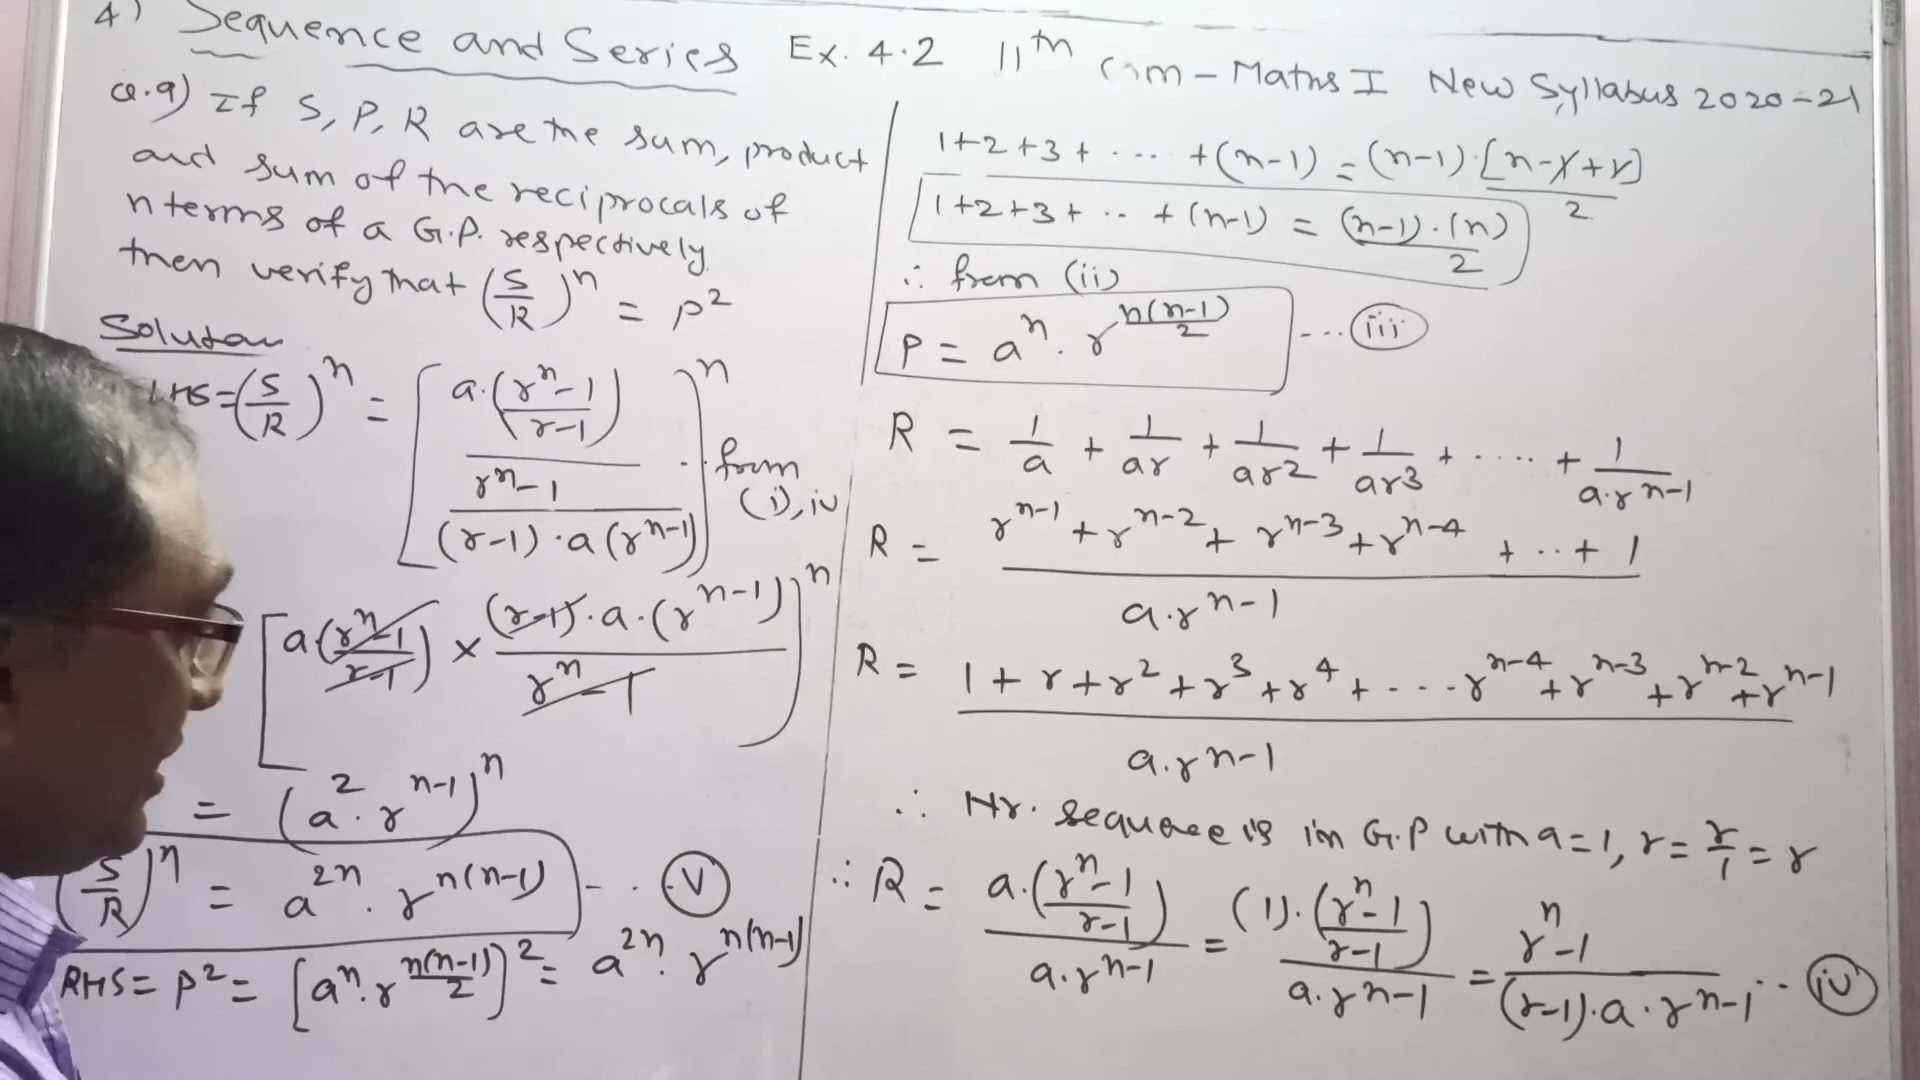 4) Sequence and Series Ex. 4.2 11th Com - Maths I New Syllabus 2020-21
Q.9) If S, P, R are the sum, product
and sum of the reciprocals of
n terms of a G.P. respectively.
then verify that (S/R)^n = P^2
Solution
LHS = (S/R)^n = [a.((r^n-1)/(r-1)) / ((r^n-1)/((r-1).a(r^n-1)))]^n .. from (i), iv
[a.((r^n-1)/(r-1)) × ((r-1).a.(r^n-1))/(r^n-1)]^n
= (a^2.r^n-1)^n
(S/R)^n = a^2n . r^n(n-1) - .. (V)
RHS = P^2 = [a^n.r^(n(n-1)/2)]^2 = a^2n . r^n(n-1)
1+2+3+ .... +(n-1) = (n-1).[n-1+1]/2
1+2+3+ .. +(n-1) = (n-1).(n)/2
∴ from (ii)
P = a^n . r^(n(n-1)/2) --.. (iii)
R = 1/a + 1/ar + 1/ar2 + 1/ar3 + ..... + 1/a.r^n-1
R = (r^n-1 + r^n-2 + r^n-3 + r^n-4 + ..+ 1)/(a.r^n-1)
R = (1+r+r^2+r^3+r^4+ ....r^n-4+r^n-3+r^n-2+r^n-1)/(a.r^n-1)
∴ Nr. sequence is in G.P with a=1, r = r/1 = r
∴ R = (a.((r^n-1)/(r-1)))/(a.r^n-1) = ((1).((r^n-1)/(r-1)))/(a.r^n-1) = (r^n-1)/((r-1).a.r^n-1) .. (iv)